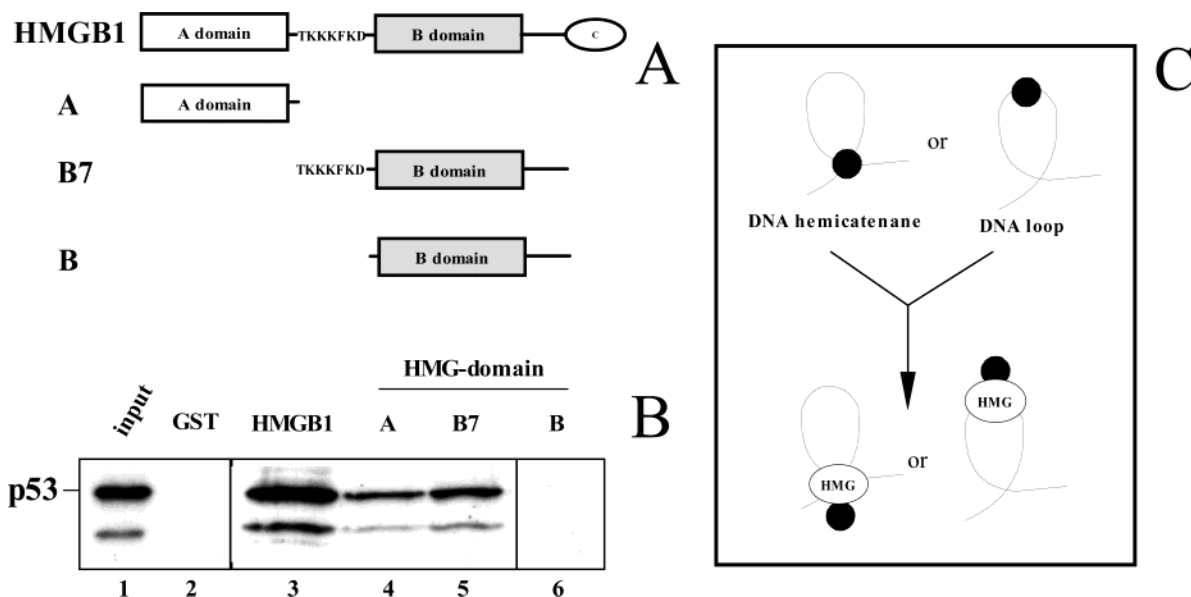 HMGB1 A domain TKKKFKD B domain C
A
A A domain
B7 TKKKFKD B domain
B B domain
HMG-domain
input GST HMGB1 A B7 B
B
p53
1 2 3 4 5 6
C
or
DNA hemicatenane DNA loop
HMG
or
HMG